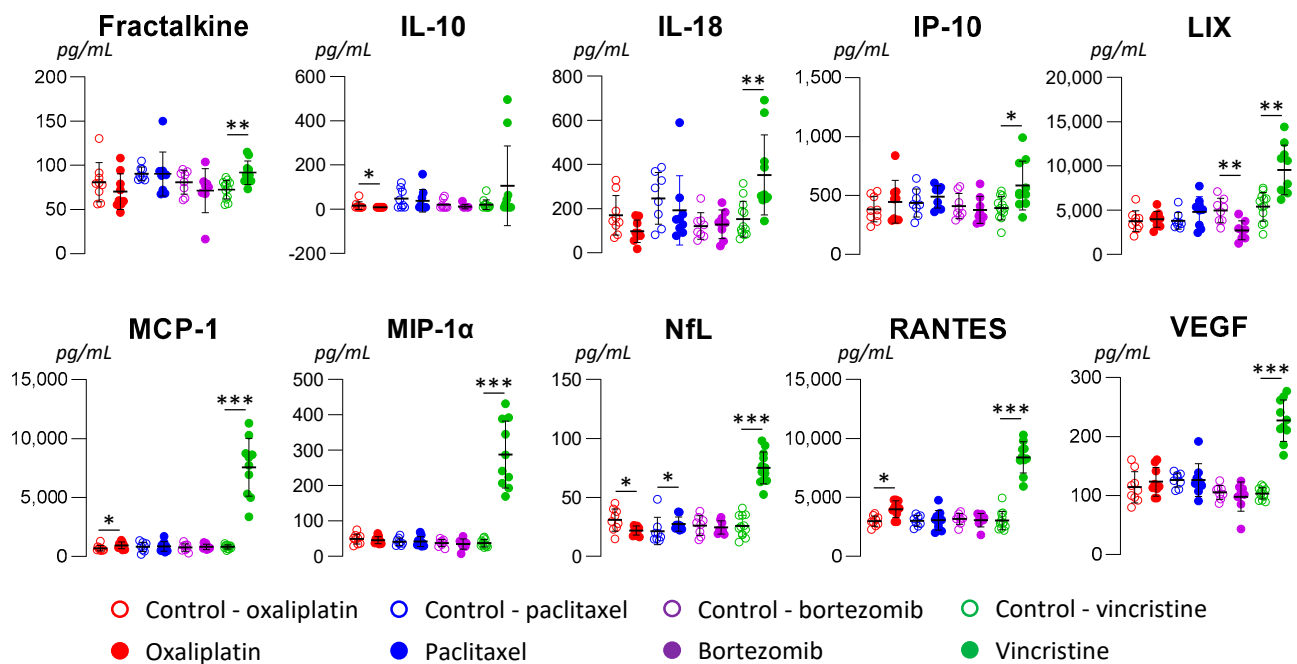 Fractalkine IL-10 IL-18 IP-10 LIX
pg/mL pg/mL pg/mL pg/mL pg/mL
200 600 800 1,500 20,000
** ** * **
150 400 600 1,000 15,000
100 200 * 400 500 10,000 **
50 0 200 5,000
0 -200 0 0 0
MCP-1 MIP-1α NfL RANTES VEGF
pg/mL pg/mL pg/mL pg/mL pg/mL
15,000 500 150 15,000 300
*** *** *** *** ***
10,000 400 100 10,000 200
300
5,000 200 50 * * 5,000 * 100
* 100
0 0 0 0 0
Control - oxaliplatin Control - paclitaxel Control - bortezomib Control - vincristine
Oxaliplatin Paclitaxel Bortezomib Vincristine